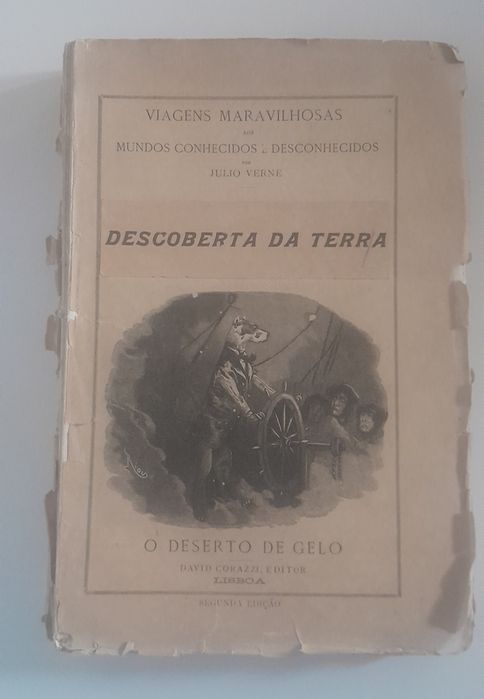 VIAGENS MARAVILHOSAS
AOS
MUNDOS CONHECIDOS E DESCONHECIDOS
POR
JULIO VERNE
DESCOBERTA DA TERRA
RIOU
O DESERTO DE GELO
DAVID CORAZZI, EDITOR
LISBOA
SEGUNDA EDIÇÃO